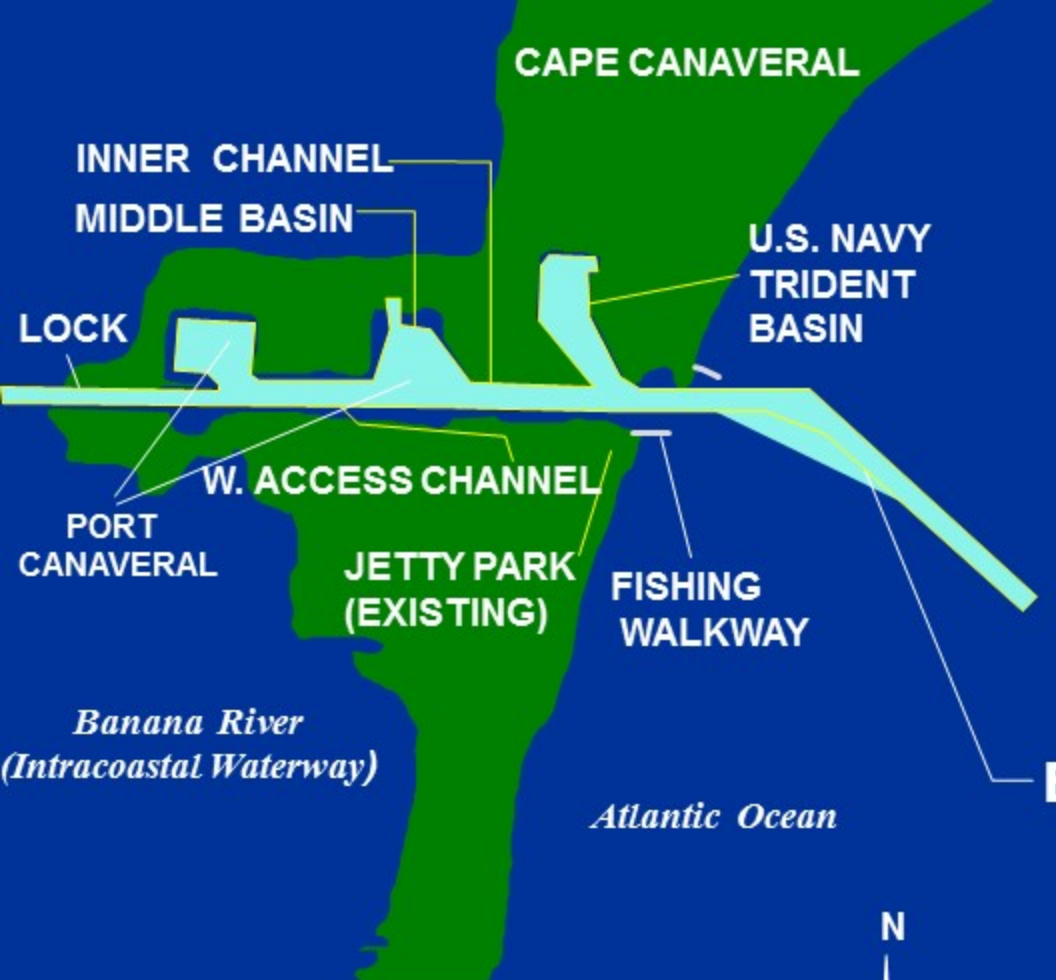 CAPE CANAVERAL
INNER CHANNEL
MIDDLE BASIN
U.S. NAVY
TRIDENT
BASIN
LOCK
W. ACCESS CHANNEL
PORT
CANAVERAL
JETTY PARK
(EXISTING)
FISHING
WALKWAY
Banana River
(Intracoastal Waterway)
Atlantic Ocean
N